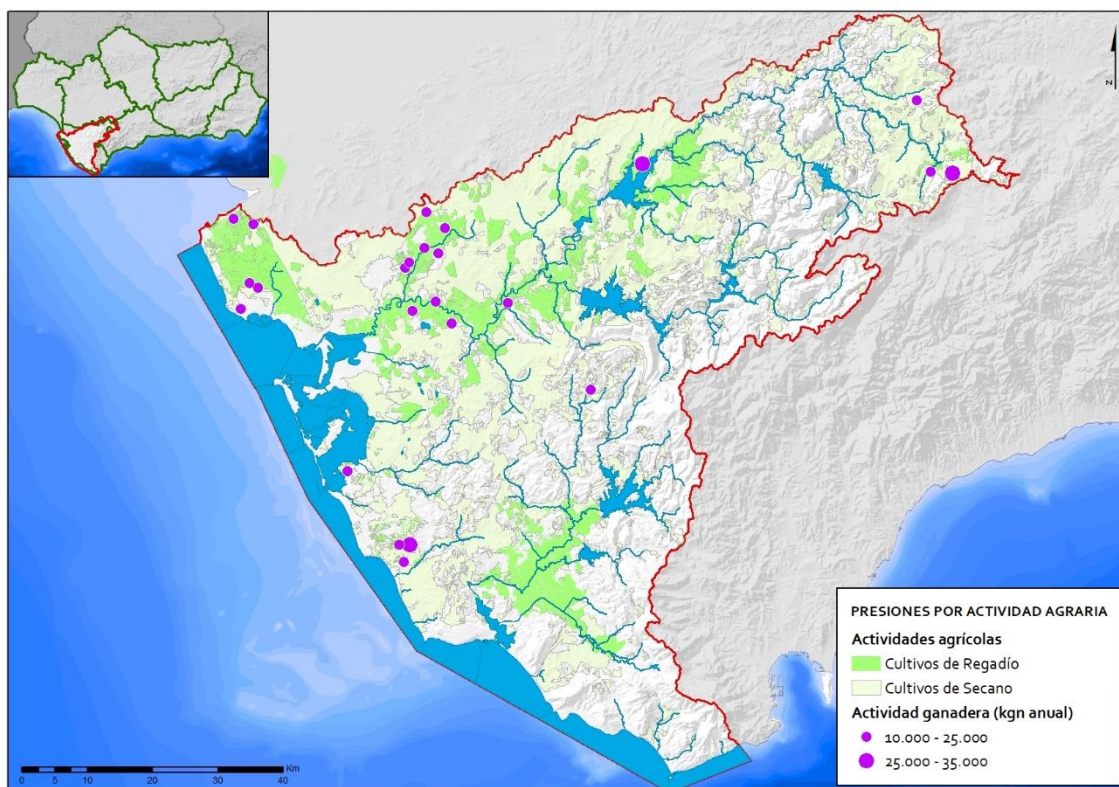 N
PRESIONES POR ACTIVIDAD AGRARIA
Actividades agrícolas
Cultivos de Regadío
Cultivos de Secano
Actividad ganadera (kgn anual)
10.000 - 25.000
25.000 - 35.000
Km
0 5 10 20 30 40